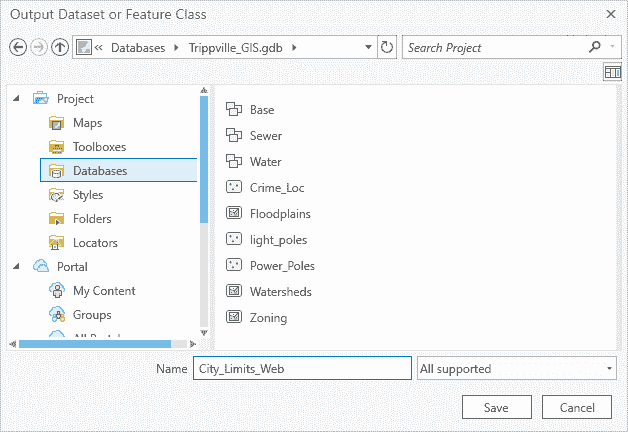 Output Dataset or Feature Class
Databases Trippville_GIS.gdb
Search Project
Project
Maps
Toolboxes
Databases
Styles
Folders
Locators
Portal
My Content
Groups
Base
Sewer
Water
Crime_Loc
Floodplains
light_poles
Power_Poles
Watersheds
Zoning
Name City_Limits_Web All supported
Save Cancel